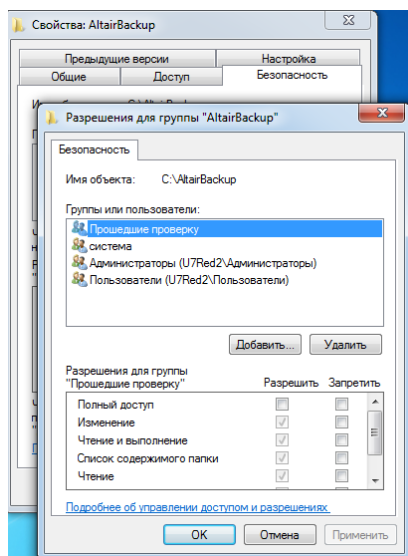 Свойства: AltairBackup
Предыдущие версии
Настройка
Общие
Доступ
Безопасность
Разрешения для группы "AltairBackup"
Безопасность
Имя объекта: C:\AltairBackup
Группы или пользователи:
Прошедшие проверку
система
Администраторы (U7Red2\Администраторы)
Пользователи (U7Red2\Пользователи)
Добавить...
Удалить
Разрешения для группы
"Прошедшие проверку"
Разрешить
Запретить
Полный доступ
Изменение
Чтение и выполнение
Список содержимого папки
Чтение
Подробнее об управлении доступом и разрешениях
ОК
Отмена
Применить